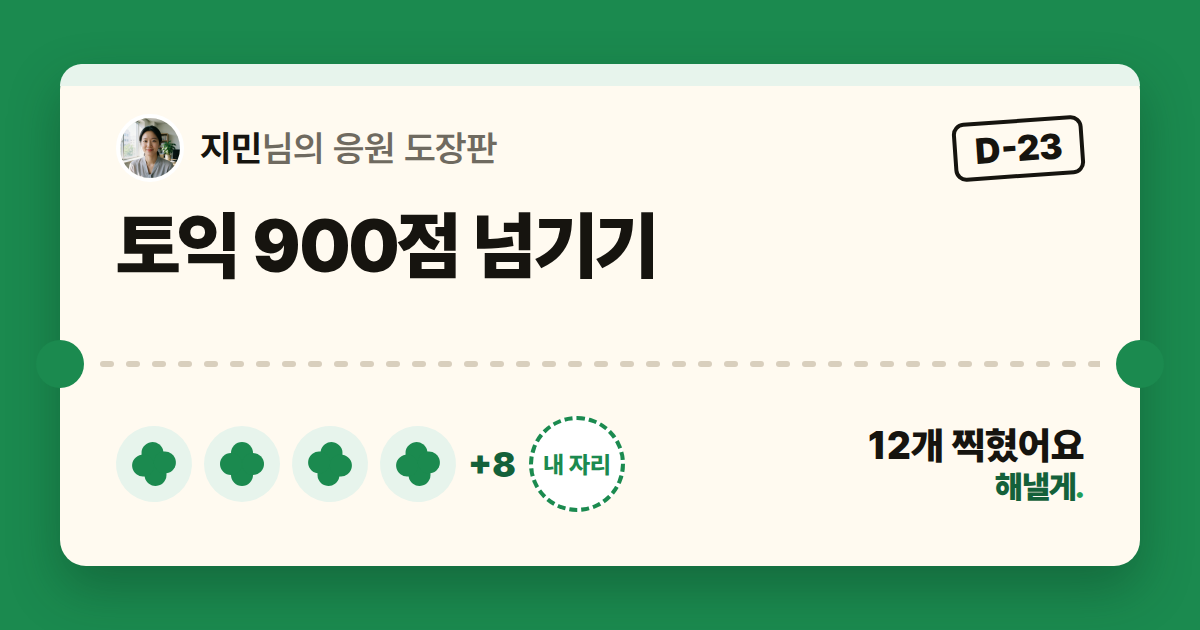 지민님의 응원 도장판
D-23
토익 900점 넘기기
+8
내 자리
12개 찍혔어요
해낼게.